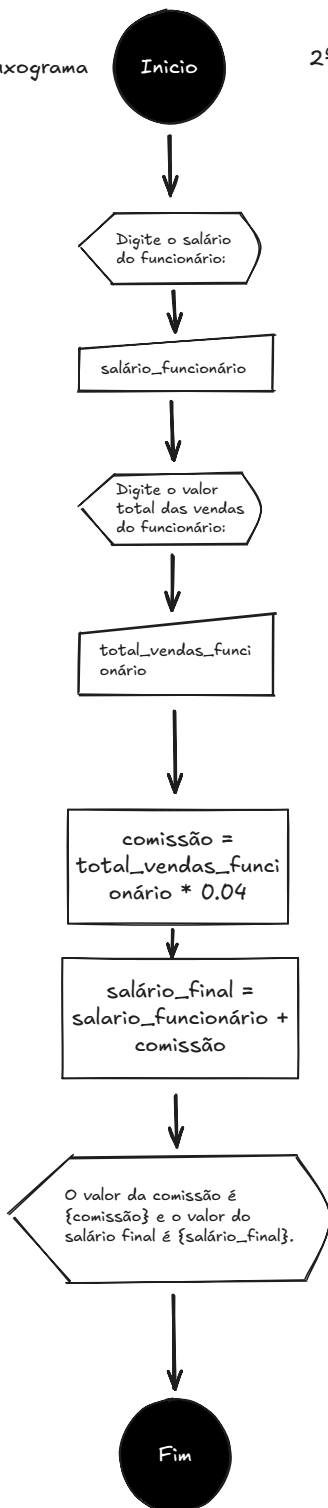 uxograma
Inicio
2º
Digite o salário
do funcionário:
salário_funcionário
Digite o valor
total das vendas
do funcionário:
total_vendas_funci
onário
comissão =
total_vendas_funci
onário * 0.04
salário_final =
salario_funcionário +
comissão
O valor da comissão é
{comissão} e o valor do
salário final é {salário_final}.
Fim